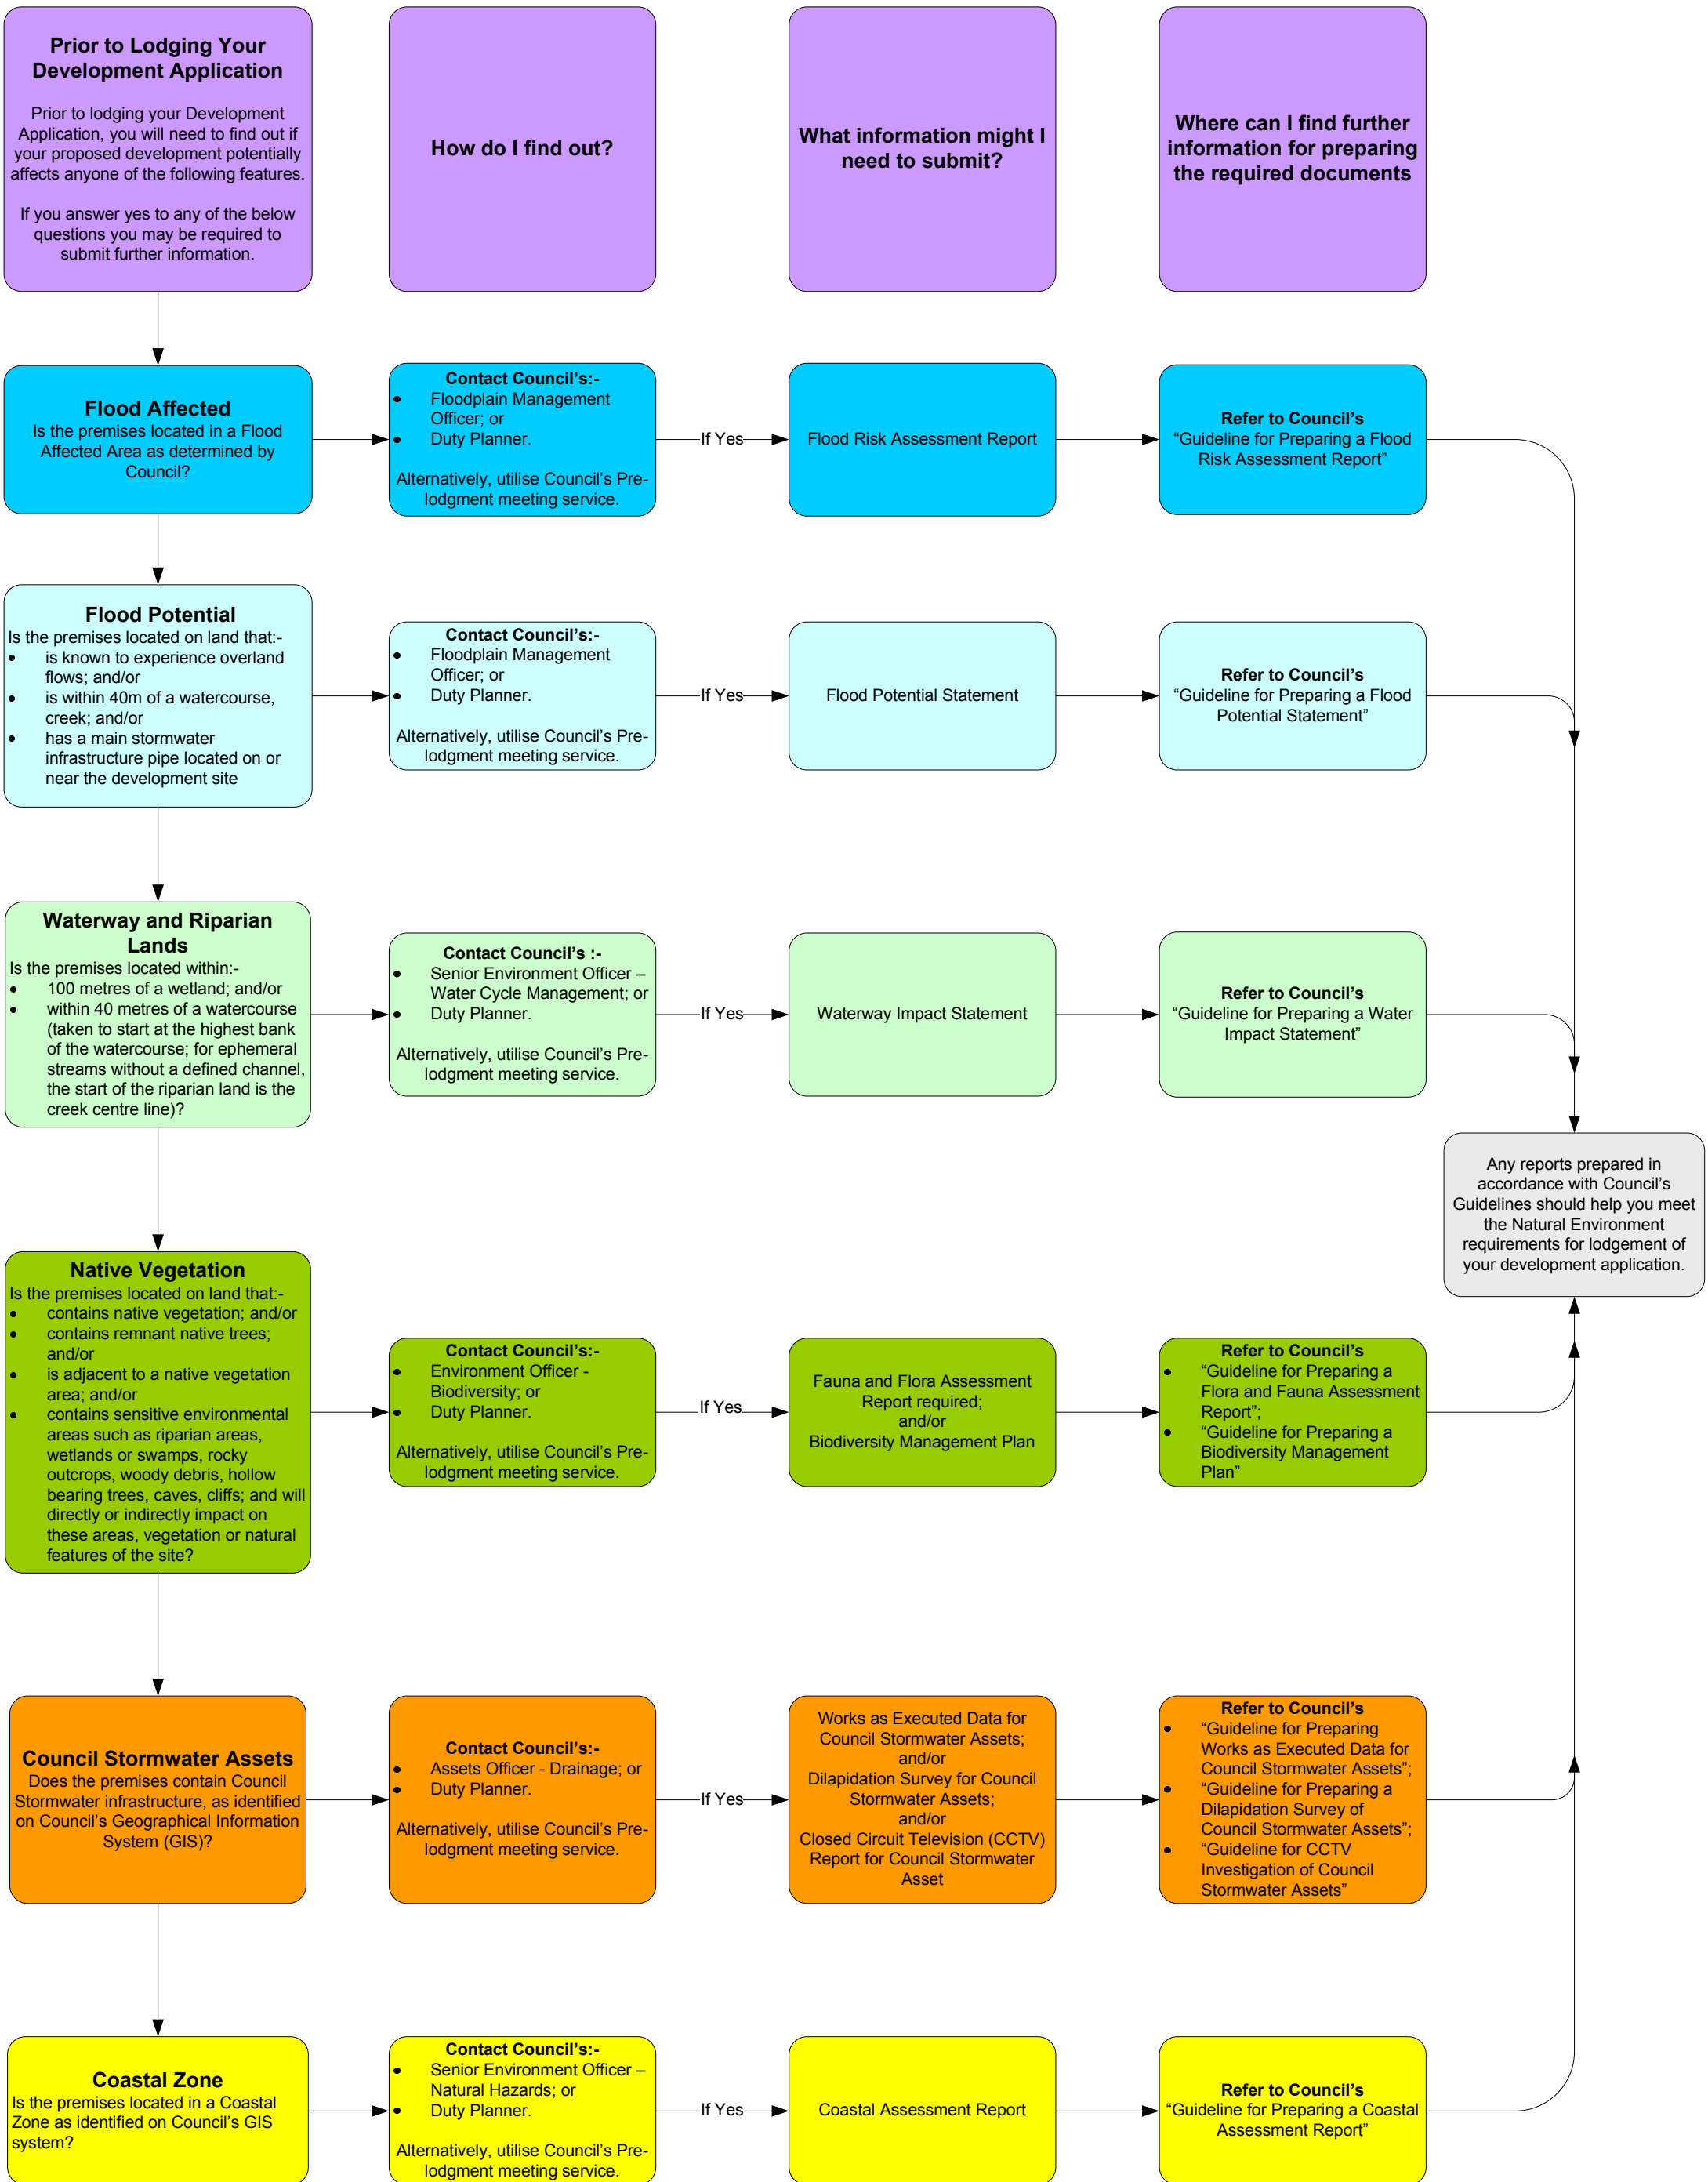 Prior to Lodging Your
Development Application
Prior to lodging your Development
Application, you will need to find out if
your proposed development potentially
affects anyone of the following features.
If you answer yes to any of the below
questions you may be required to
submit further information.
How do I find out?
What information might I
need to submit?
Where can I find further
information for preparing
the required documents
Flood Affected
Is the premises located in a Flood
Affected Area as determined by
Council?
Contact Council’s:-
• Floodplain Management
Officer; or
• Duty Planner.
Alternatively, utilise Council’s Pre-
lodgment meeting service.
If Yes
Flood Risk Assessment Report
Refer to Council’s
“Guideline for Preparing a Flood
Risk Assessment Report”
Flood Potential
Is the premises located on land that:-
• is known to experience overland
flows; and/or
• is within 40m of a watercourse,
creek; and/or
• has a main stormwater
infrastructure pipe located on or
near the development site
Contact Council’s:-
• Floodplain Management
Officer; or
• Duty Planner.
Alternatively, utilise Council’s Pre-
lodgment meeting service.
If Yes
Flood Potential Statement
Refer to Council’s
“Guideline for Preparing a Flood
Potential Statement”
Waterway and Riparian
Lands
Is the premises located within:-
• 100 metres of a wetland; and/or
• within 40 metres of a watercourse
(taken to start at the highest bank
of the watercourse; for ephemeral
streams without a defined channel,
the start of the riparian land is the
creek centre line)?
Contact Council’s :-
• Senior Environment Officer –
Water Cycle Management; or
• Duty Planner.
Alternatively, utilise Council’s Pre-
lodgment meeting service.
If Yes
Waterway Impact Statement
Refer to Council’s
“Guideline for Preparing a Water
Impact Statement”
Any reports prepared in
accordance with Council’s
Guidelines should help you meet
the Natural Environment
requirements for lodgement of
your development application.
Native Vegetation
Is the premises located on land that:-
• contains native vegetation; and/or
• contains remnant native trees;
and/or
• is adjacent to a native vegetation
area; and/or
• contains sensitive environmental
areas such as riparian areas,
wetlands or swamps, rocky
outcrops, woody debris, hollow
bearing trees, caves, cliffs; and will
directly or indirectly impact on
these areas, vegetation or natural
features of the site?
Contact Council’s:-
• Environment Officer -
Biodiversity; or
• Duty Planner.
Alternatively, utilise Council’s Pre-
lodgment meeting service.
If Yes
Fauna and Flora Assessment
Report required;
and/or
Biodiversity Management Plan
Refer to Council’s
• “Guideline for Preparing a
Flora and Fauna Assessment
Report”;
• “Guideline for Preparing a
Biodiversity Management
Plan”
Council Stormwater Assets
Does the premises contain Council
Stormwater infrastructure, as identified
on Council’s Geographical Information
System (GIS)?
Contact Council’s:-
• Assets Officer - Drainage; or
• Duty Planner.
Alternatively, utilise Council’s Pre-
lodgment meeting service.
If Yes
Works as Executed Data for
Council Stormwater Assets;
and/or
Dilapidation Survey for Council
Stormwater Assets;
and/or
Closed Circuit Television (CCTV)
Report for Council Stormwater
Asset
Refer to Council’s
• “Guideline for Preparing
Works as Executed Data for
Council Stormwater Assets”;
• “Guideline for Preparing a
Dilapidation Survey of
Council Stormwater Assets”;
• “Guideline for CCTV
Investigation of Council
Stormwater Assets”
Coastal Zone
Is the premises located in a Coastal
Zone as identified on Council’s GIS
system?
Contact Council’s:-
• Senior Environment Officer –
Natural Hazards; or
• Duty Planner.
Alternatively, utilise Council’s Pre-
lodgment meeting service.
If Yes
Coastal Assessment Report
Refer to Council’s
“Guideline for Preparing a Coastal
Assessment Report”